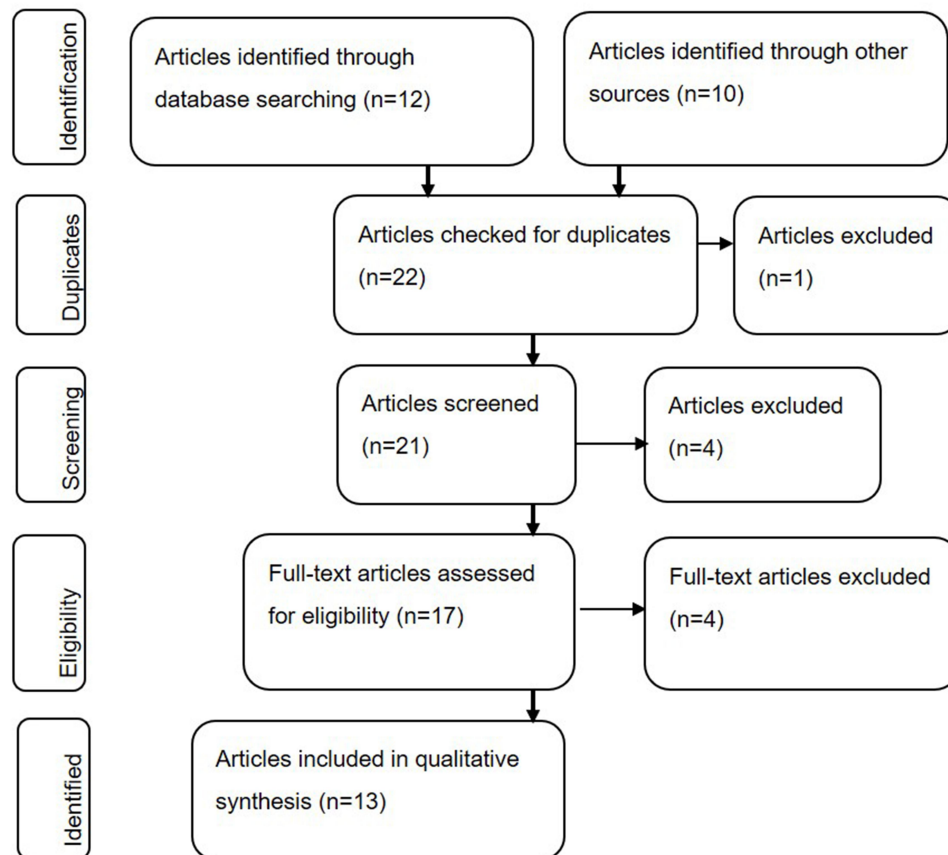 Identification
Articles identified through
database searching (n=12)
Articles identified through other
sources (n=10)
Duplicates
Articles checked for duplicates
(n=22)
Articles excluded
(n=1)
Screening
Articles screened
(n=21)
Articles excluded
(n=4)
Eligibility
Full-text articles assessed
for eligibility (n=17)
Full-text articles excluded
(n=4)
Identified
Articles included in qualitative
synthesis (n=13)